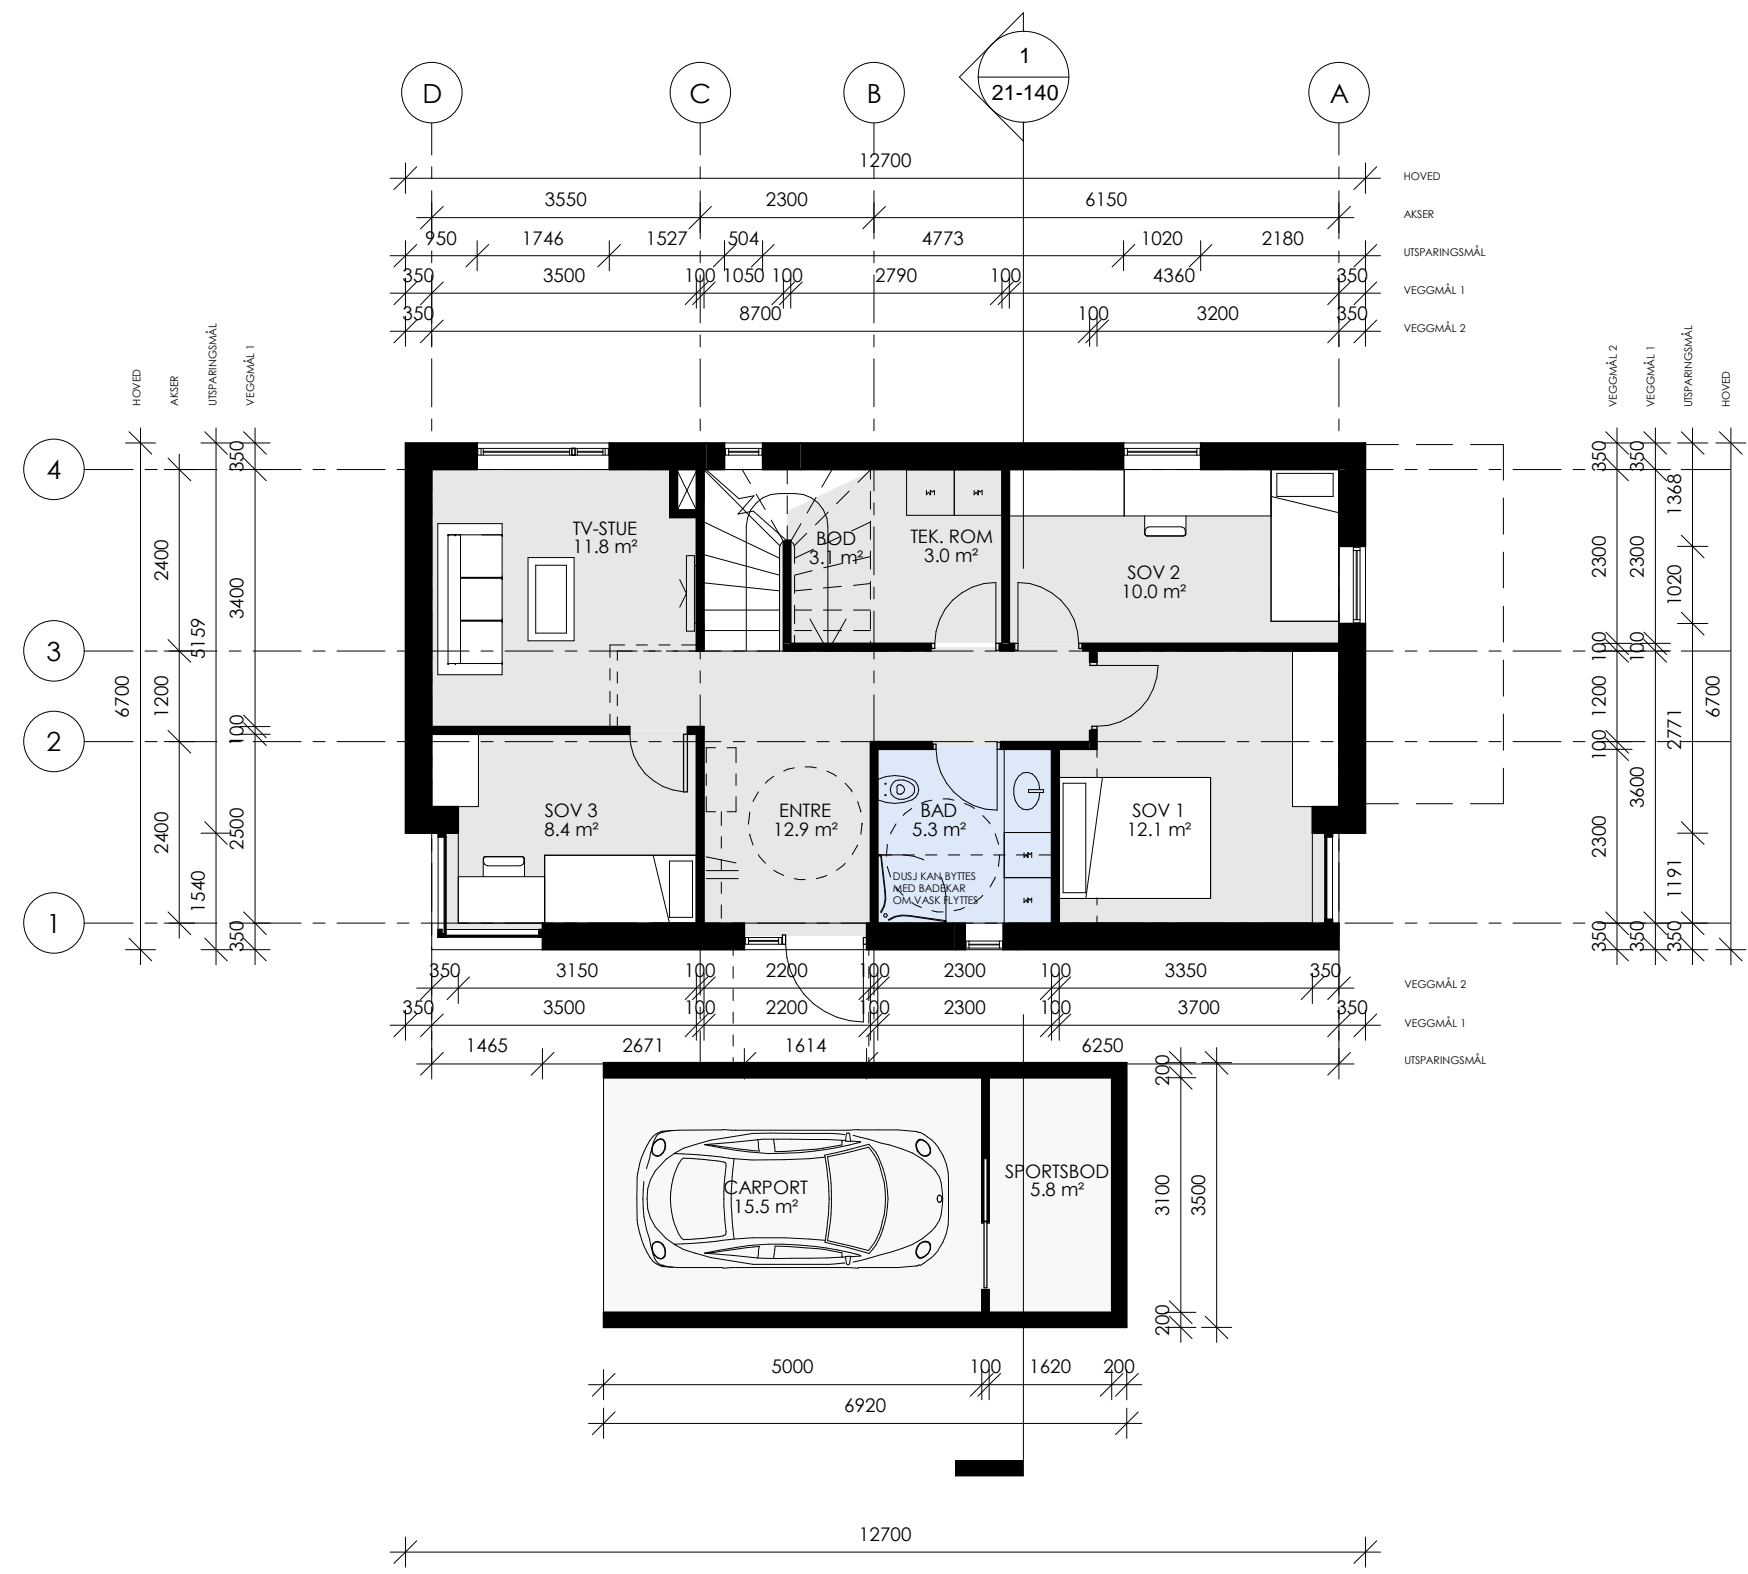 1
21-140
D
C
B
A
12700
HOVED
3550
2300
6150
AKSER
950
1746
1527
504
4773
1020
2180
UTSPARINGSMÅL
350
3500
100
1050
100
2790
100
4360
350
VEGGMÅL 1
350
8700
100
3200
350
VEGGMÅL 2
HOVED
AKSER
UTSPARINGSMÅL
VEGGMÅL 1
VEGGMÅL 2
VEGGMÅL 1
UTSPARINGSMÅL
HOVED
4
3
2
1
6700
2400
1200
2400
5159
1540
350
3400
100
2500
350
TV-STUE
11.8 m²
BOD
3.1 m²
TEK. ROM
3.0 m²
WM
WM
SOV 2
10.0 m²
SOV 3
8.4 m²
ENTRE
12.9 m²
BAD
5.3 m²
WM
WM
DUSJ KAN BYTTES
MED BADEKAR
OM VASK FLYTTES
SOV 1
12.1 m²
350
2300
100
1200
100
2300
350
350
2300
100
3600
350
1368
1020
2771
1191
350
6700
350
3150
100
2200
100
2300
100
3350
350
VEGGMÅL 2
350
3500
100
2200
100
2300
100
3700
350
VEGGMÅL 1
1465
2671
1614
6250
UTSPARINGSMÅL
CARPORT
15.5 m²
SPORTSBOD
5.8 m²
200
3100
200
3500
5000
100
1620
200
6920
12700